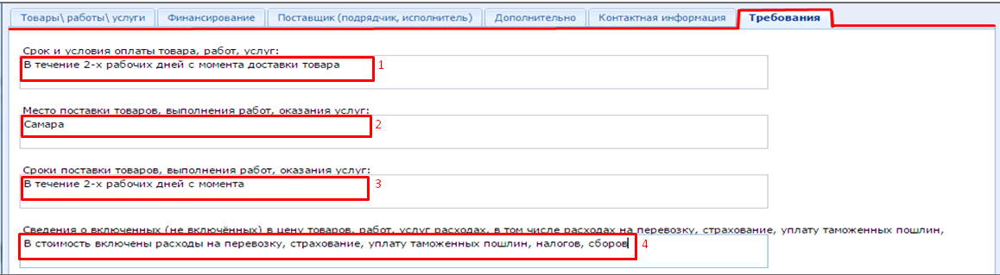 Товары\ работы\ услуги Финансирование Поставщик (подрядчик, исполнитель) Дополнительно Контактная информация Требования
Срок и условия оплаты товара, работ, услуг:
В течение 2-х рабочих дней с момента доставки товара 1
Место поставки товаров, выполнения работ, оказания услуг:
Самара 2
Сроки поставки товаров, выполнения работ, оказания услуг:
В течение 2-х рабочих дней с момента 3
Сведения о включенных (не включённых) в цену товаров, работ, услуг расходах, в том числе расходах на перевозку, страхование, уплату таможенных пошлин,
В стоимость включены расходы на перевозку, страхование, уплату таможенных пошлин, налогов, сборов 4